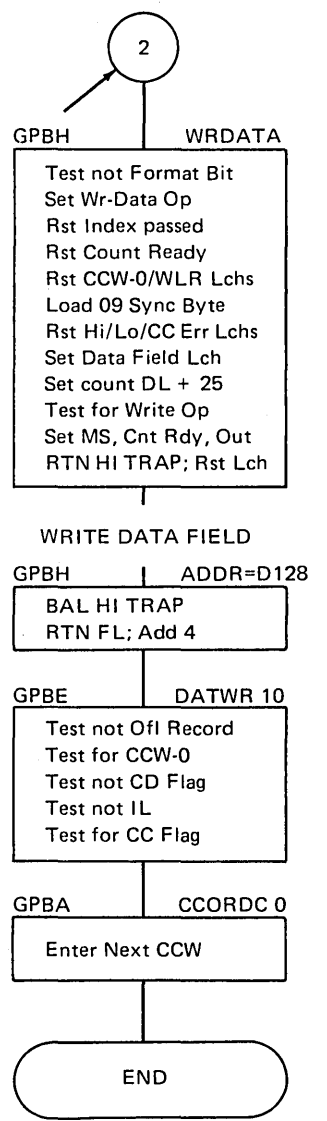 2
GPBH WRDATA
Test not Format Bit
Set Wr-Data Op
Rst Index passed
Rst Count Ready
Rst CCW-0/WLR Lchs
Load 09 Sync Byte
Rst Hi/Lo/CC Err Lchs
Set Data Field Lch
Set count DL + 25
Test for Write Op
Set MS, Cnt Rdy, Out
RTN HI TRAP; Rst Lch
WRITE DATA FIELD
GPBH ADDR=D128
BAL HI TRAP
RTN FL; Add 4
GPBE DATWR 10
Test not Ofl Record
Test for CCW-0
Test not CD Flag
Test not IL
Test for CC Flag
GPBA CCORDC 0
Enter Next CCW
END